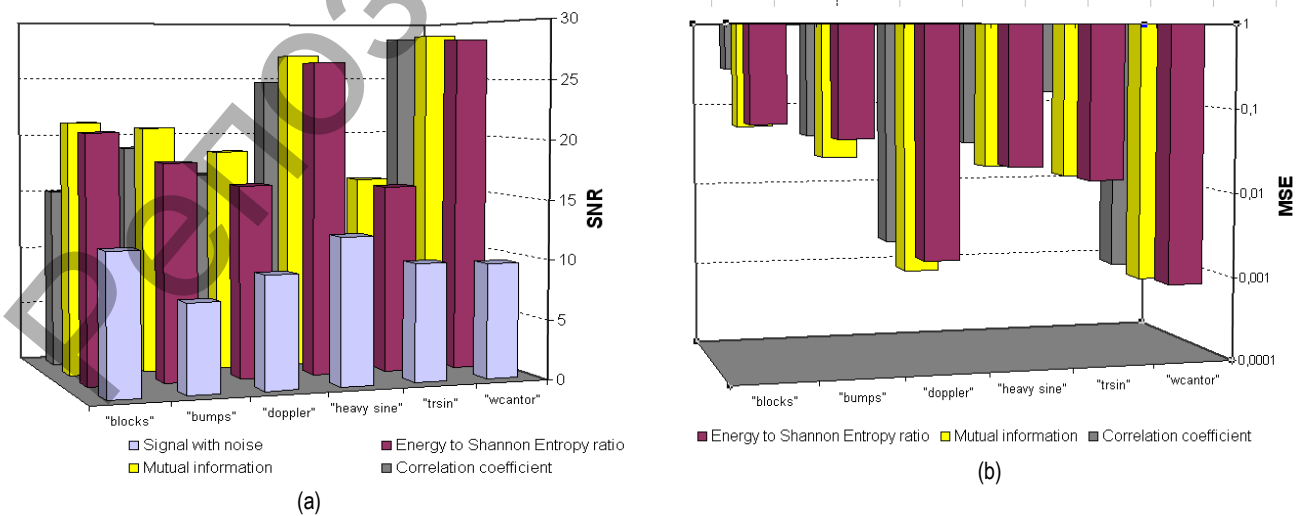 30
25
20
15
10
5
0
SNR
"blocks"
"bumps"
"doppler"
"heavy sine"
"trsin"
"wcantor"
Signal with noise
Energy to Shannon Entropy ratio
Mutual information
Correlation coefficient
(a)
1
0,1
0,01
0,001
0,0001
MSE
"blocks"
"bumps"
"doppler"
"heavy sine"
"trsin"
"wcantor"
Energy to Shannon Entropy ratio
Mutual information
Correlation coefficient
(b)